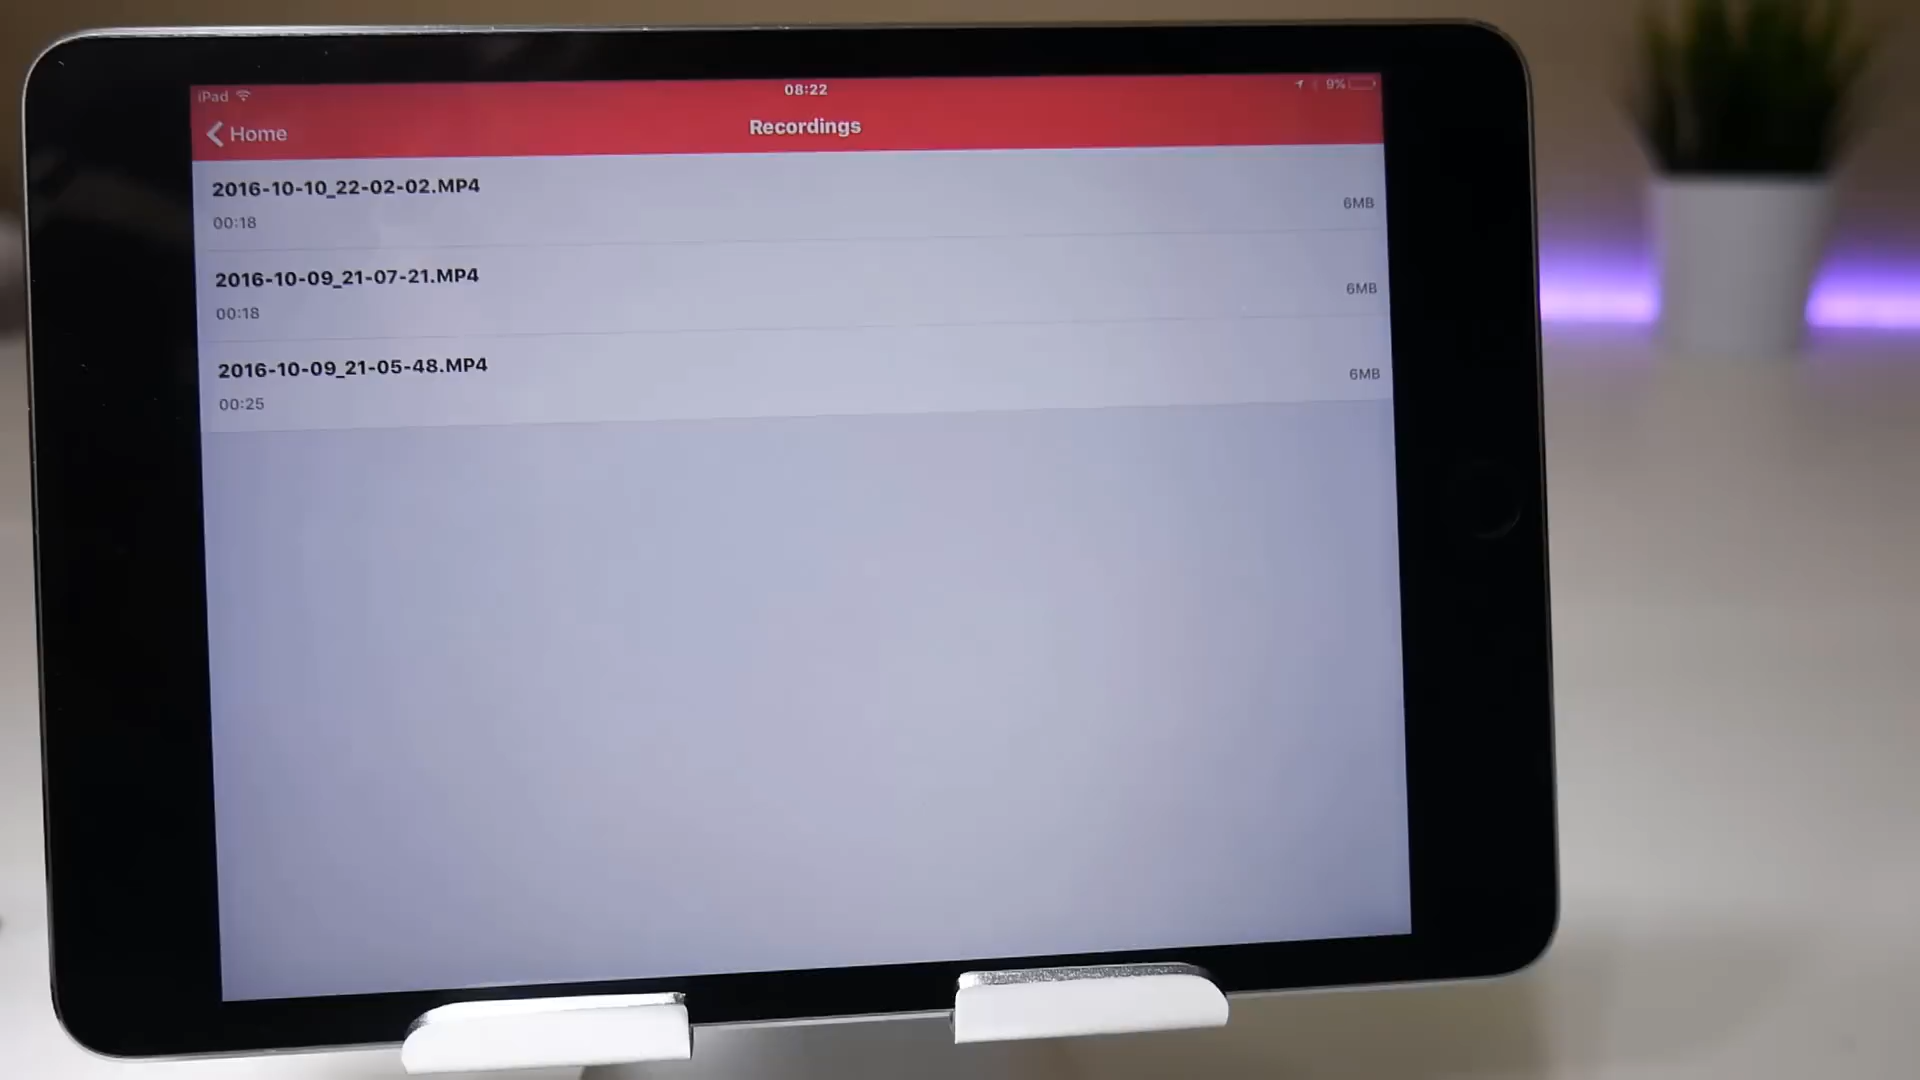 iPad 08:22 9%
Home Recordings
2016-10-10_22-02-02.MP4
00:18 6MB
2016-10-09_21-07-21.MP4
00:18 6MB
2016-10-09_21-05-48.MP4
00:25 6MB